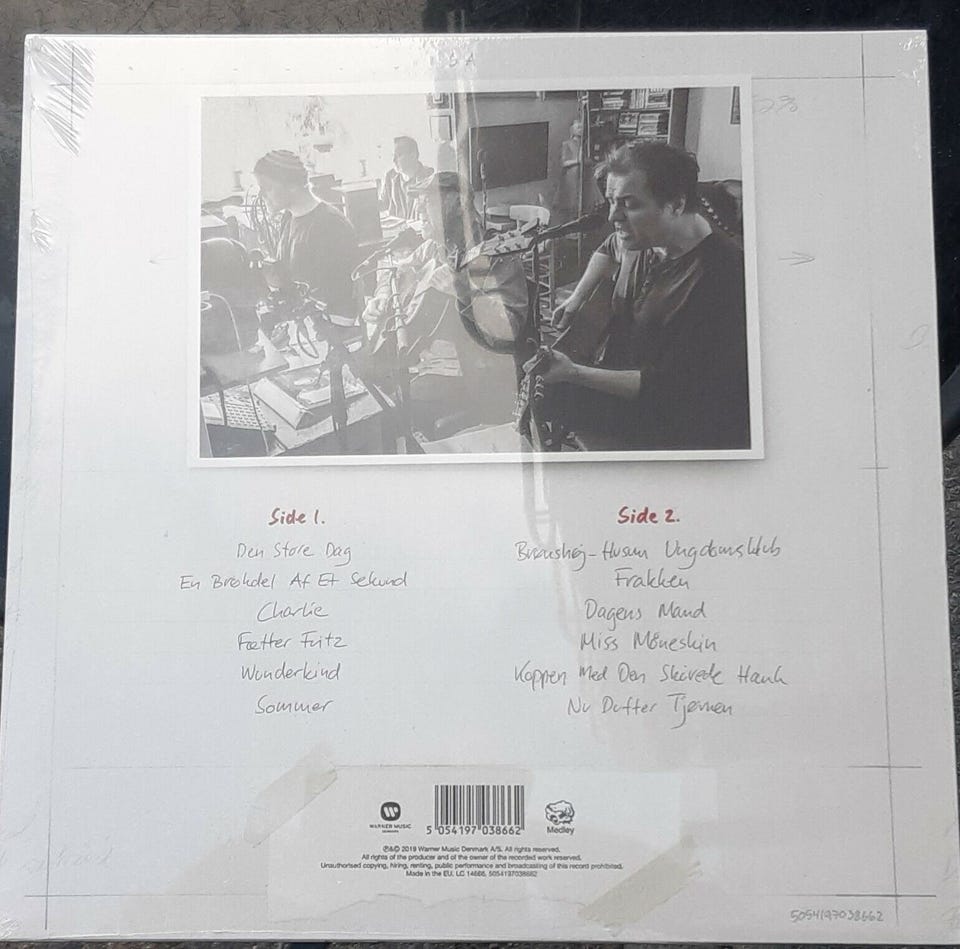 Side 1.
Den Store Dag
En Brøkdel Af Et Sekund
Charlie
Fætter Fritz
Wunderkind
Sommer
Side 2.
Brønshøj-Husum Ungdomsklub
Frakken
Dagens Mand
Miss Måneskin
Koppen Med Den Skårede Hank
Nu Dufter Tjørnen
WARNER MUSIC
5 054197 038662
Medley
℗&© 2019 Warner Music Denmark A/S. All rights reserved.
All rights of the producer and of the owner of the recorded work reserved.
Unauthorised copying, hiring, renting, public performance and broadcasting of this record prohibited.
Made in the EU. LC 14666, 5054197038662
5054197038662